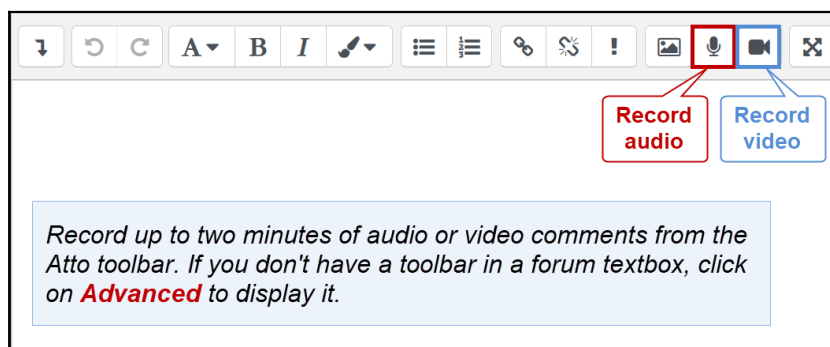 A B I
Record
audio
Record
video
Record up to two minutes of audio or video comments from the
Atto toolbar. If you don't have a toolbar in a forum textbox, click
on Advanced to display it.